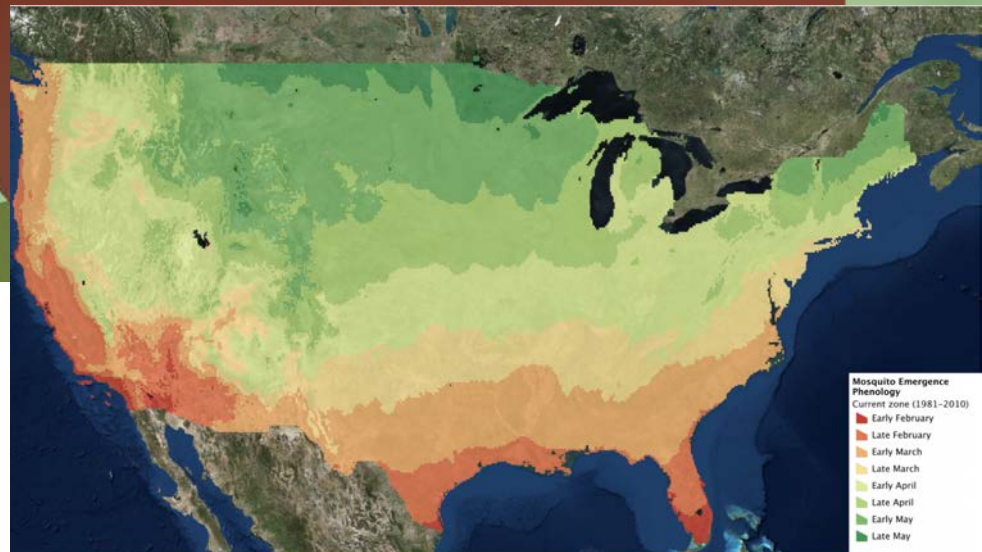 Mosquito Emergence
Phenology
Current zone (1981-2010)
Early February
Late February
Early March
Late March
Early April
Late April
Early May
Late May